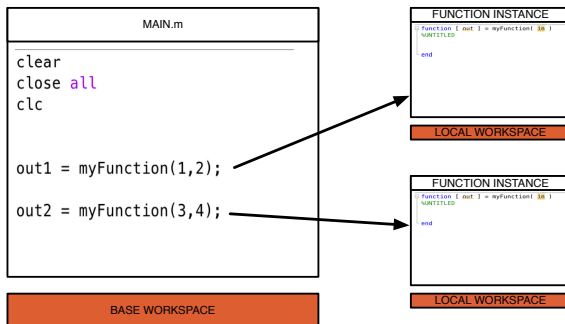 MAIN.m
clear
close all
clc
out1 = myFunction(1,2);
out2 = myFunction(3,4);
BASE WORKSPACE
FUNCTION INSTANCE
function [ out ] = myFunction( in )
%UNTITLED
end
LOCAL WORKSPACE
FUNCTION INSTANCE
function [ out ] = myFunction( in )
%UNTITLED
end
LOCAL WORKSPACE